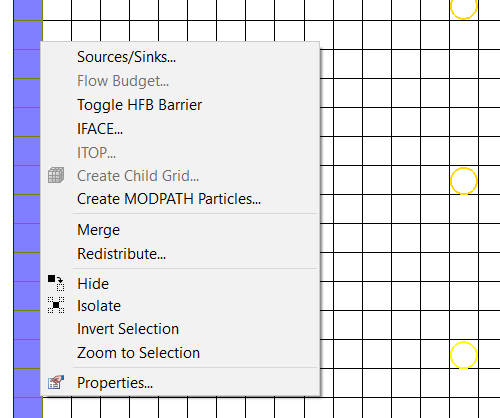 Sources/Sinks...
Flow Budget...
Toggle HFB Barrier
IFACE...
ITOP...
Create Child Grid...
Create MODPATH Particles...
Merge
Redistribute...
Hide
Isolate
Invert Selection
Zoom to Selection
Properties...